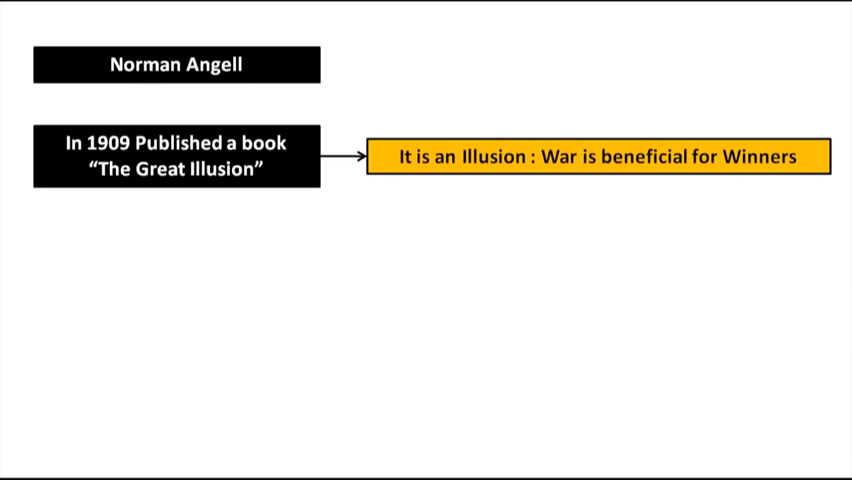 Norman Angell
In 1909 Published a book
“The Great Illusion”
It is an Illusion : War is beneficial for Winners